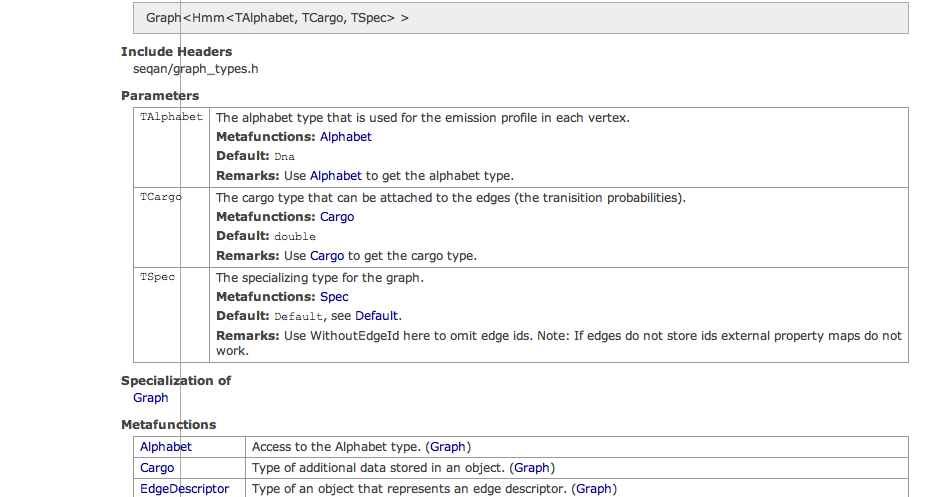 Graph<Hmm<TAlphabet, TCargo, TSpec> >
Include Headers
seqan/graph_types.h
Parameters
TAlphabet The alphabet type that is used for the emission profile in each vertex.
Metafunctions: Alphabet
Default: Dna
Remarks: Use Alphabet to get the alphabet type.
TCargo The cargo type that can be attached to the edges (the tranisition probabilities).
Metafunctions: Cargo
Default: double
Remarks: Use Cargo to get the cargo type.
TSpec The specializing type for the graph.
Metafunctions: Spec
Default: Default, see Default.
Remarks: Use WithoutEdgeId here to omit edge ids. Note: If edges do not store ids external property maps do not
work.
Specialization of
Graph
Metafunctions
Alphabet Access to the Alphabet type. (Graph)
Cargo Type of additional data stored in an object. (Graph)
EdgeDescriptor Type of an object that represents an edge descriptor. (Graph)